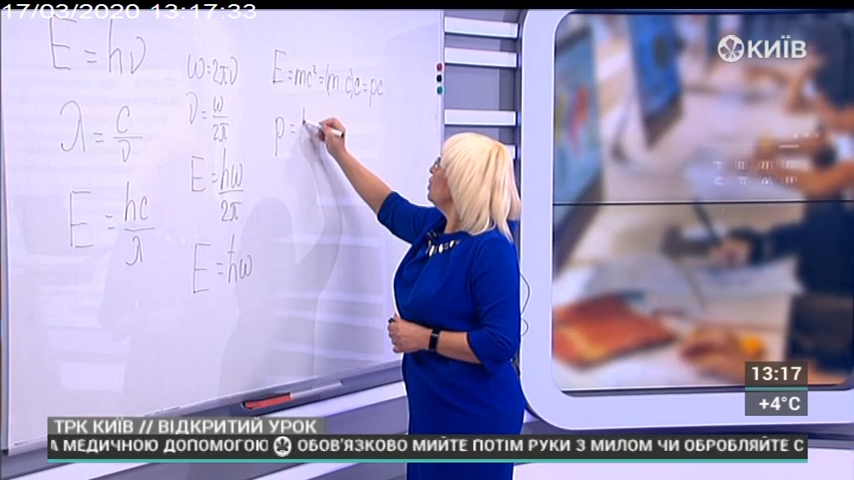 17/03/2020 13:17:33
КИЇВ
E = hν
λ = c/ν
E = hc/λ
ω = 2πν
ν = ω/2π
E = hω/2π
E = ħω
E = mc² = (m·c)c = pc
p =
13:17
+4°C
ТРК КИЇВ // ВІДКРИТИЙ УРОК
А МЕДИЧНОЮ ДОПОМОГОЮ ОБОВ'ЯЗКОВО МИЙТЕ ПОТІМ РУКИ З МИЛОМ ЧИ ОБРОБЛЯЙТЕ С